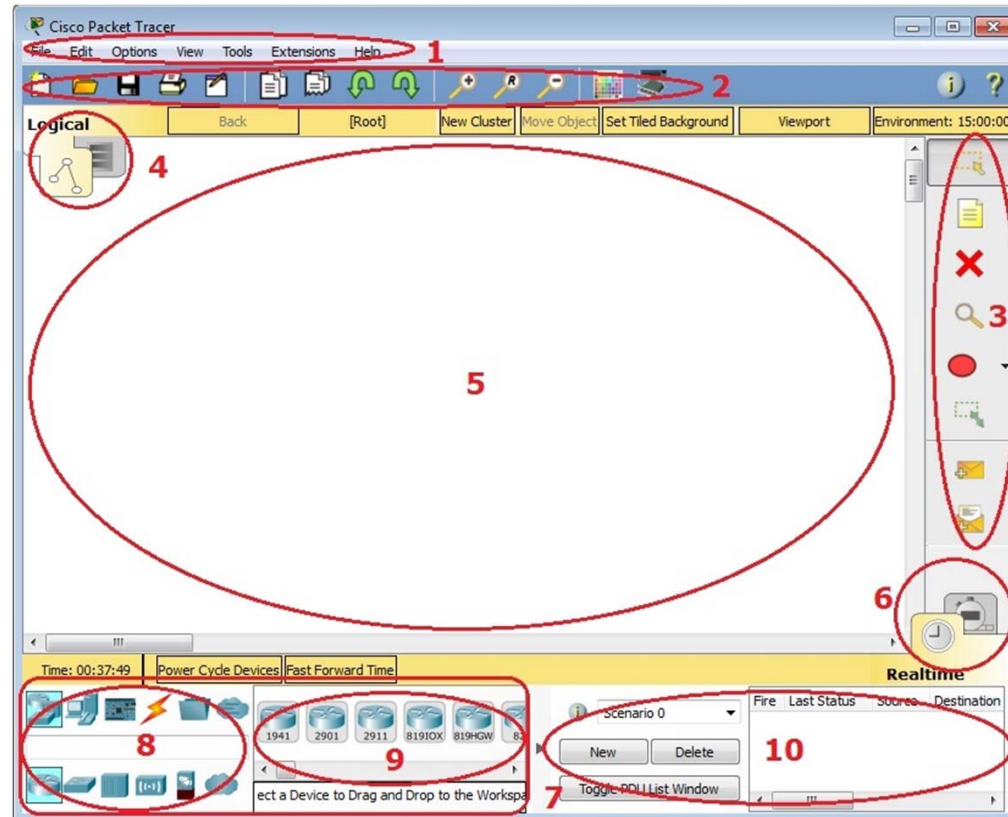 Cisco Packet Tracer
File Edit Options View Tools Extensions Help
1
2
Logical
Back [Root] New Cluster Move Object Set Tiled Background Viewport Environment: 15:00:00
4
3
5
6
Time: 00:37:49 Power Cycle Devices Fast Forward Time Realtime
8
1941 2901 2911 819IOX 819HGW
9
ect a Device to Drag and Drop to the Workspa
7
Scenario 0
New Delete
Toggle PDU List Window
Fire Last Status Source Destination
10